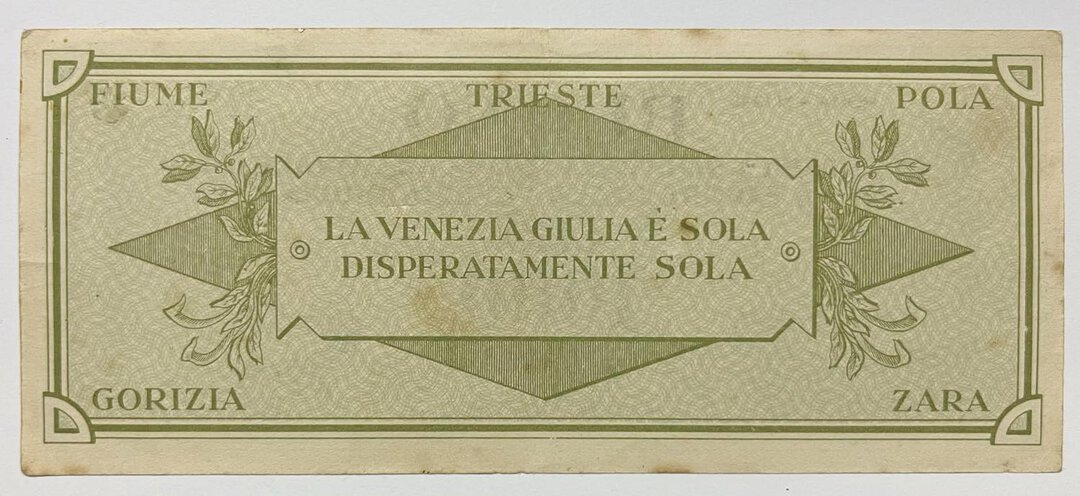 FIUME TRIESTE POLA
LA VENEZIA GIULIA È SOLA
DISPERATAMENTE SOLA
GORIZIA ZARA